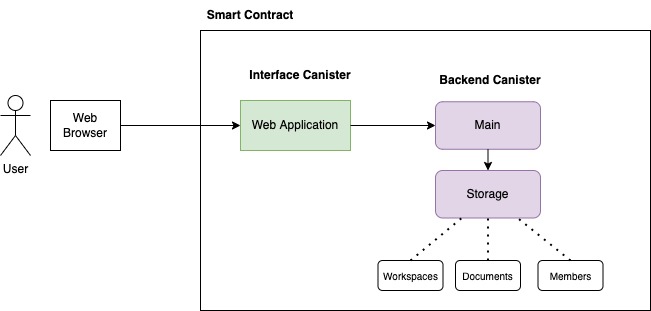 Smart Contract
Interface Canister
Backend Canister
Web
Browser
Web Application
Main
User
Storage
Workspaces
Documents
Members